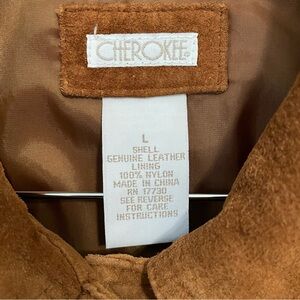 CHEROKEE
L
SHELL
GENUINE LEATHER
LINING
100% NYLON
MADE IN CHINA
RN 17730
SEE REVERSE
FOR CARE
INSTRUCTIONS